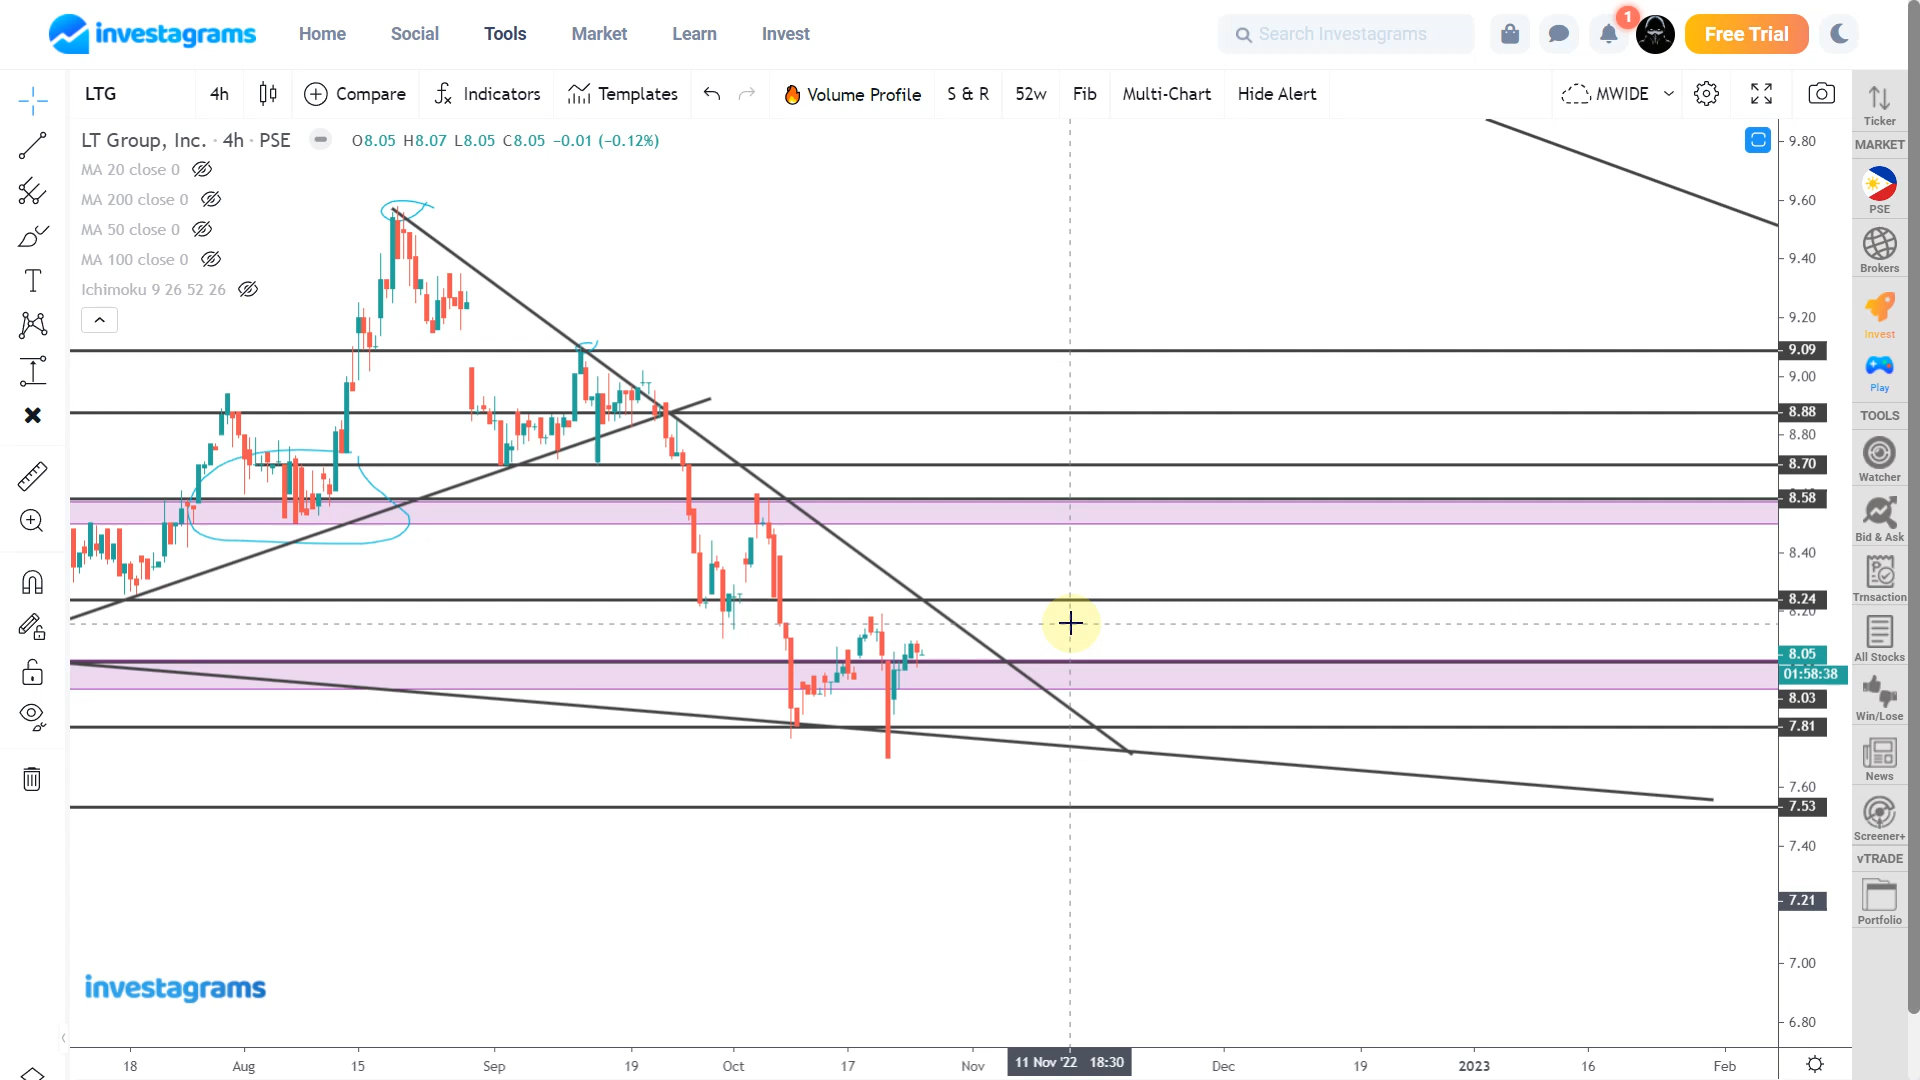 investagrams
Home Social Tools Market Learn Invest
Search Investagrams
1
Free Trial
LTG 4h Compare Indicators Templates Volume Profile S & R 52w Fib Multi-Chart Hide Alert MWIDE
LT Group, Inc. · 4h · PSE O8.05 H8.07 L8.05 C8.05 −0.01 (−0.12%)
MA 20 close 0
MA 200 close 0
MA 50 close 0
MA 100 close 0
Ichimoku 9 26 52 26
9.80
9.60
9.40
9.20
9.09
9.00
8.88
8.80
8.70
8.58
8.40
8.24
8.20
8.05
01:58:38
8.03
7.81
7.60
7.53
7.40
7.21
7.00
6.80
investagrams
18 Aug 15 Sep 19 Oct 17 Nov 11 Nov '22 18:30 Dec 19 2023 16 Feb
Ticker
MARKET
PSE
Brokers
Invest
Play
TOOLS
Watcher
Bid & Ask
Trnsaction
All Stocks
Win/Lose
News
Screener+
vTRADE
Portfolio